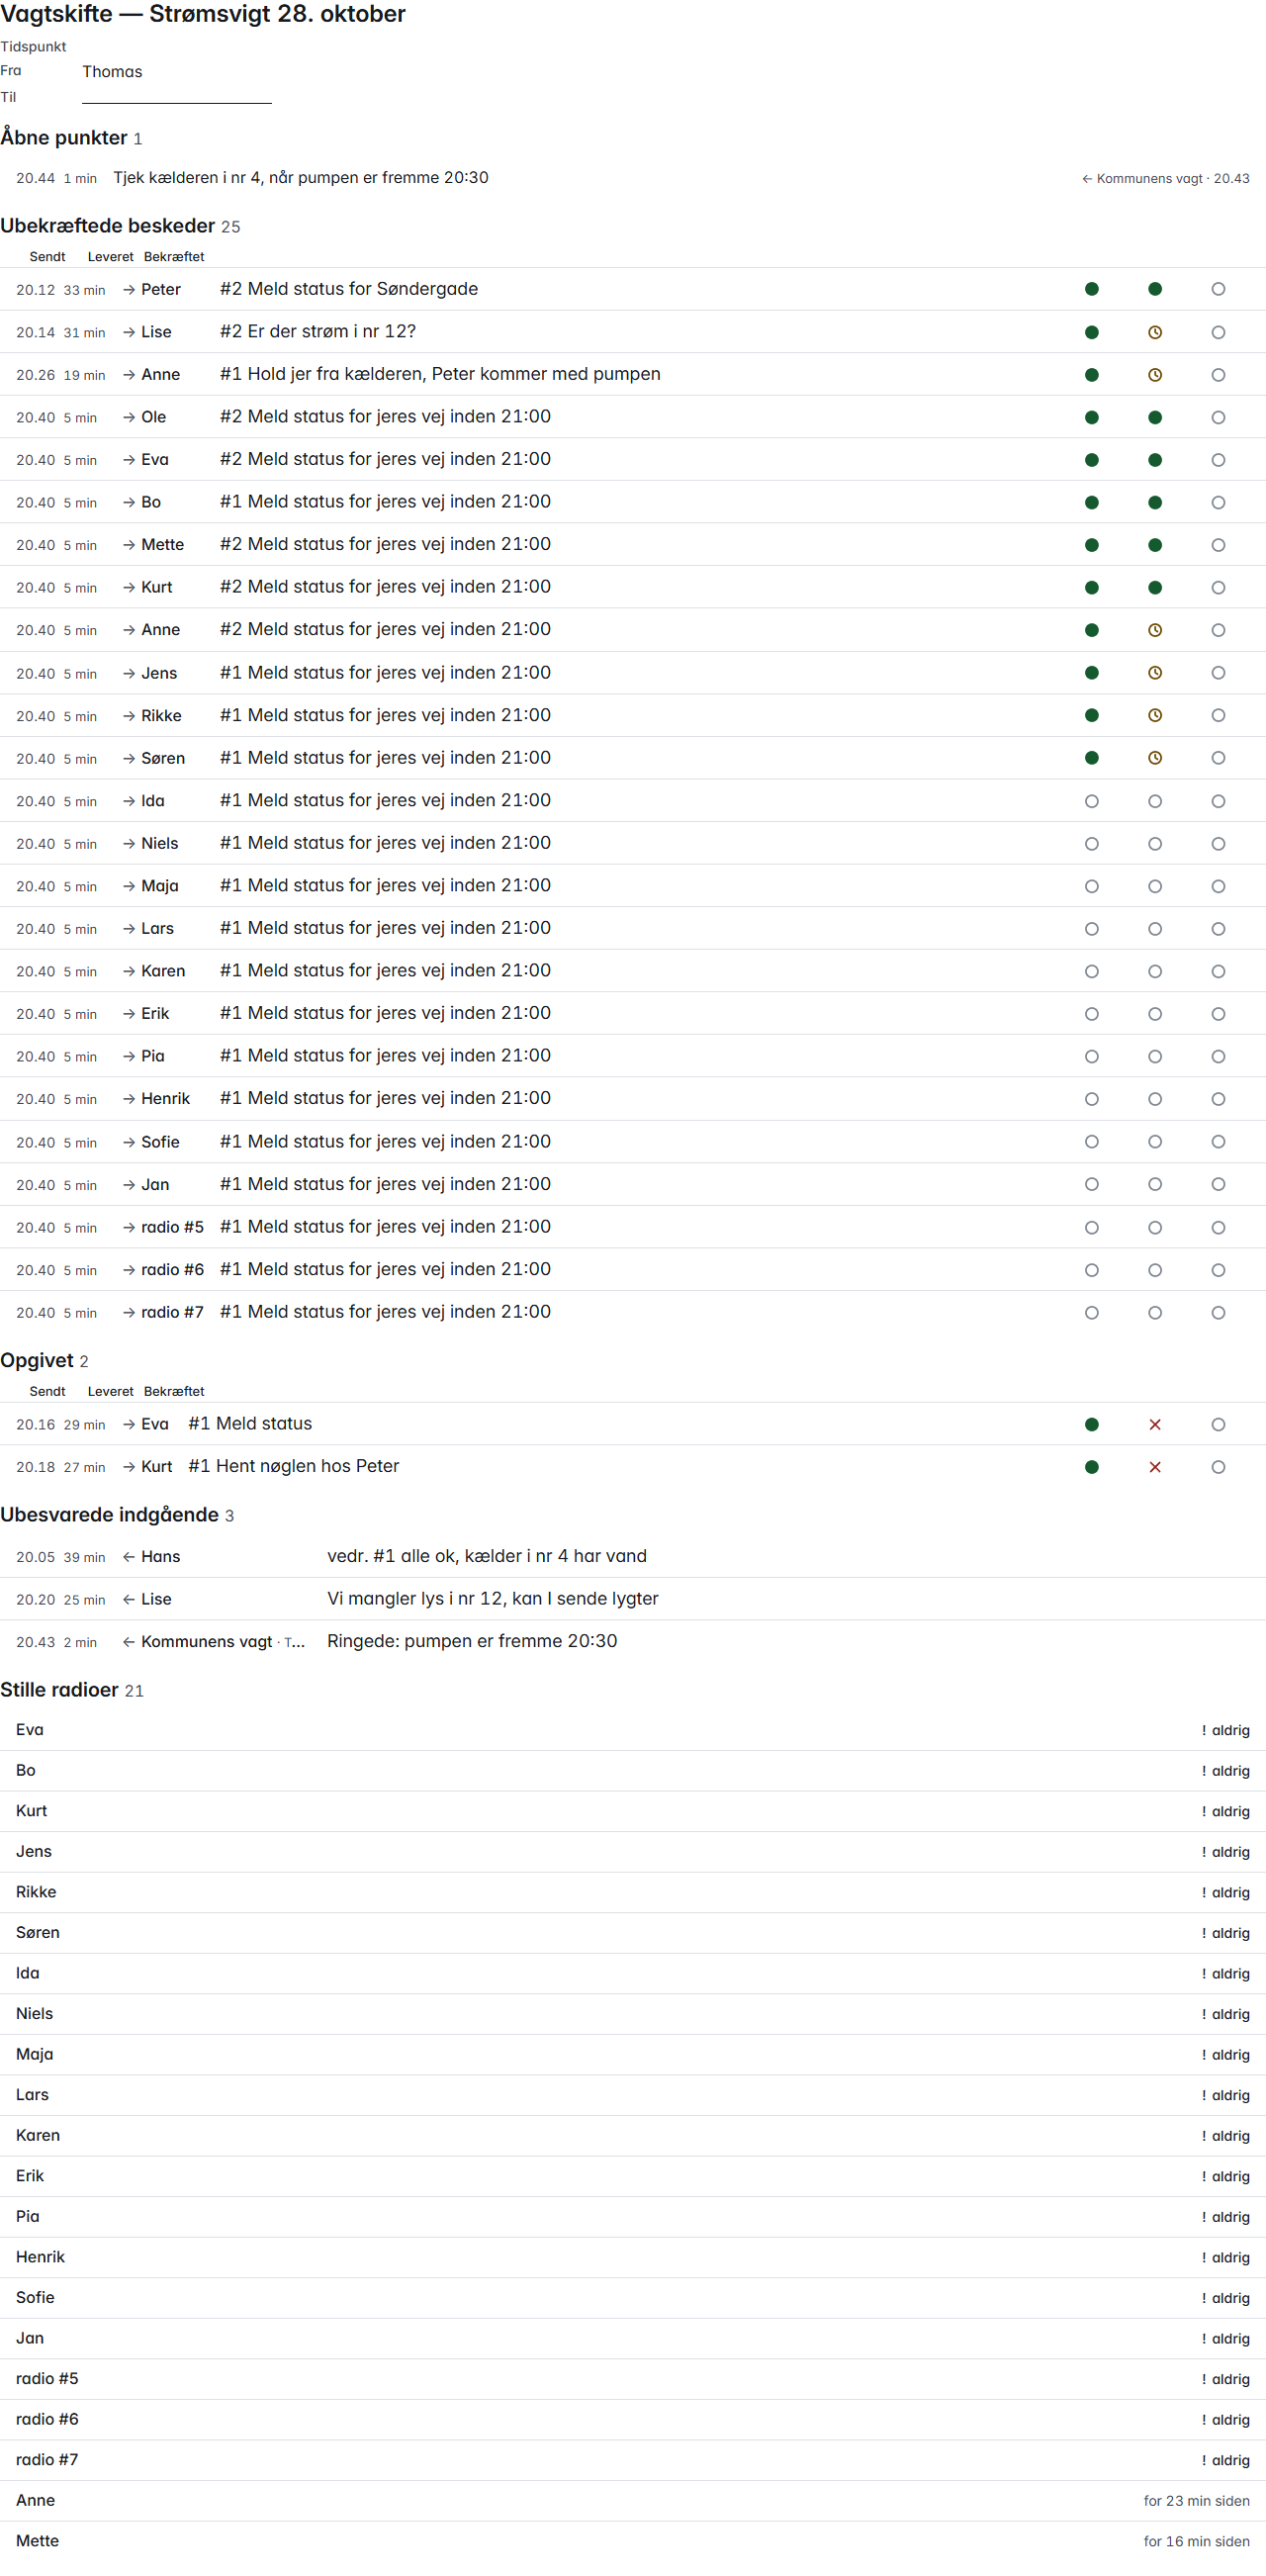 Vagtskifte — Strømsvigt 28. oktober
Tidspunkt
Fra Thomas
Til
Åbne punkter 1
20.44 1 min Tjek kælderen i nr 4, når pumpen er fremme 20:30 ← Kommunens vagt · 20.43
Ubekræftede beskeder 25
Sendt Leveret Bekræftet
20.12 33 min → Peter #2 Meld status for Søndergade
20.14 31 min → Lise #2 Er der strøm i nr 12?
20.26 19 min → Anne #1 Hold jer fra kælderen, Peter kommer med pumpen
20.40 5 min → Ole #2 Meld status for jeres vej inden 21:00
20.40 5 min → Eva #2 Meld status for jeres vej inden 21:00
20.40 5 min → Bo #1 Meld status for jeres vej inden 21:00
20.40 5 min → Mette #2 Meld status for jeres vej inden 21:00
20.40 5 min → Kurt #2 Meld status for jeres vej inden 21:00
20.40 5 min → Anne #2 Meld status for jeres vej inden 21:00
20.40 5 min → Jens #1 Meld status for jeres vej inden 21:00
20.40 5 min → Rikke #1 Meld status for jeres vej inden 21:00
20.40 5 min → Søren #1 Meld status for jeres vej inden 21:00
20.40 5 min → Ida #1 Meld status for jeres vej inden 21:00
20.40 5 min → Niels #1 Meld status for jeres vej inden 21:00
20.40 5 min → Maja #1 Meld status for jeres vej inden 21:00
20.40 5 min → Lars #1 Meld status for jeres vej inden 21:00
20.40 5 min → Karen #1 Meld status for jeres vej inden 21:00
20.40 5 min → Erik #1 Meld status for jeres vej inden 21:00
20.40 5 min → Pia #1 Meld status for jeres vej inden 21:00
20.40 5 min → Henrik #1 Meld status for jeres vej inden 21:00
20.40 5 min → Sofie #1 Meld status for jeres vej inden 21:00
20.40 5 min → Jan #1 Meld status for jeres vej inden 21:00
20.40 5 min → radio #5 #1 Meld status for jeres vej inden 21:00
20.40 5 min → radio #6 #1 Meld status for jeres vej inden 21:00
20.40 5 min → radio #7 #1 Meld status for jeres vej inden 21:00
Opgivet 2
Sendt Leveret Bekræftet
20.16 29 min → Eva #1 Meld status
20.18 27 min → Kurt #1 Hent nøglen hos Peter
Ubesvarede indgående 3
20.05 39 min ← Hans vedr. #1 alle ok, kælder i nr 4 har vand
20.20 25 min ← Lise Vi mangler lys i nr 12, kan I sende lygter
20.43 2 min ← Kommunens vagt · T... Ringede: pumpen er fremme 20:30
Stille radioer 21
Eva ! aldrig
Bo ! aldrig
Kurt ! aldrig
Jens ! aldrig
Rikke ! aldrig
Søren ! aldrig
Ida ! aldrig
Niels ! aldrig
Maja ! aldrig
Lars ! aldrig
Karen ! aldrig
Erik ! aldrig
Pia ! aldrig
Henrik ! aldrig
Sofie ! aldrig
Jan ! aldrig
radio #5 ! aldrig
radio #6 ! aldrig
radio #7 ! aldrig
Anne for 23 min siden
Mette for 16 min siden